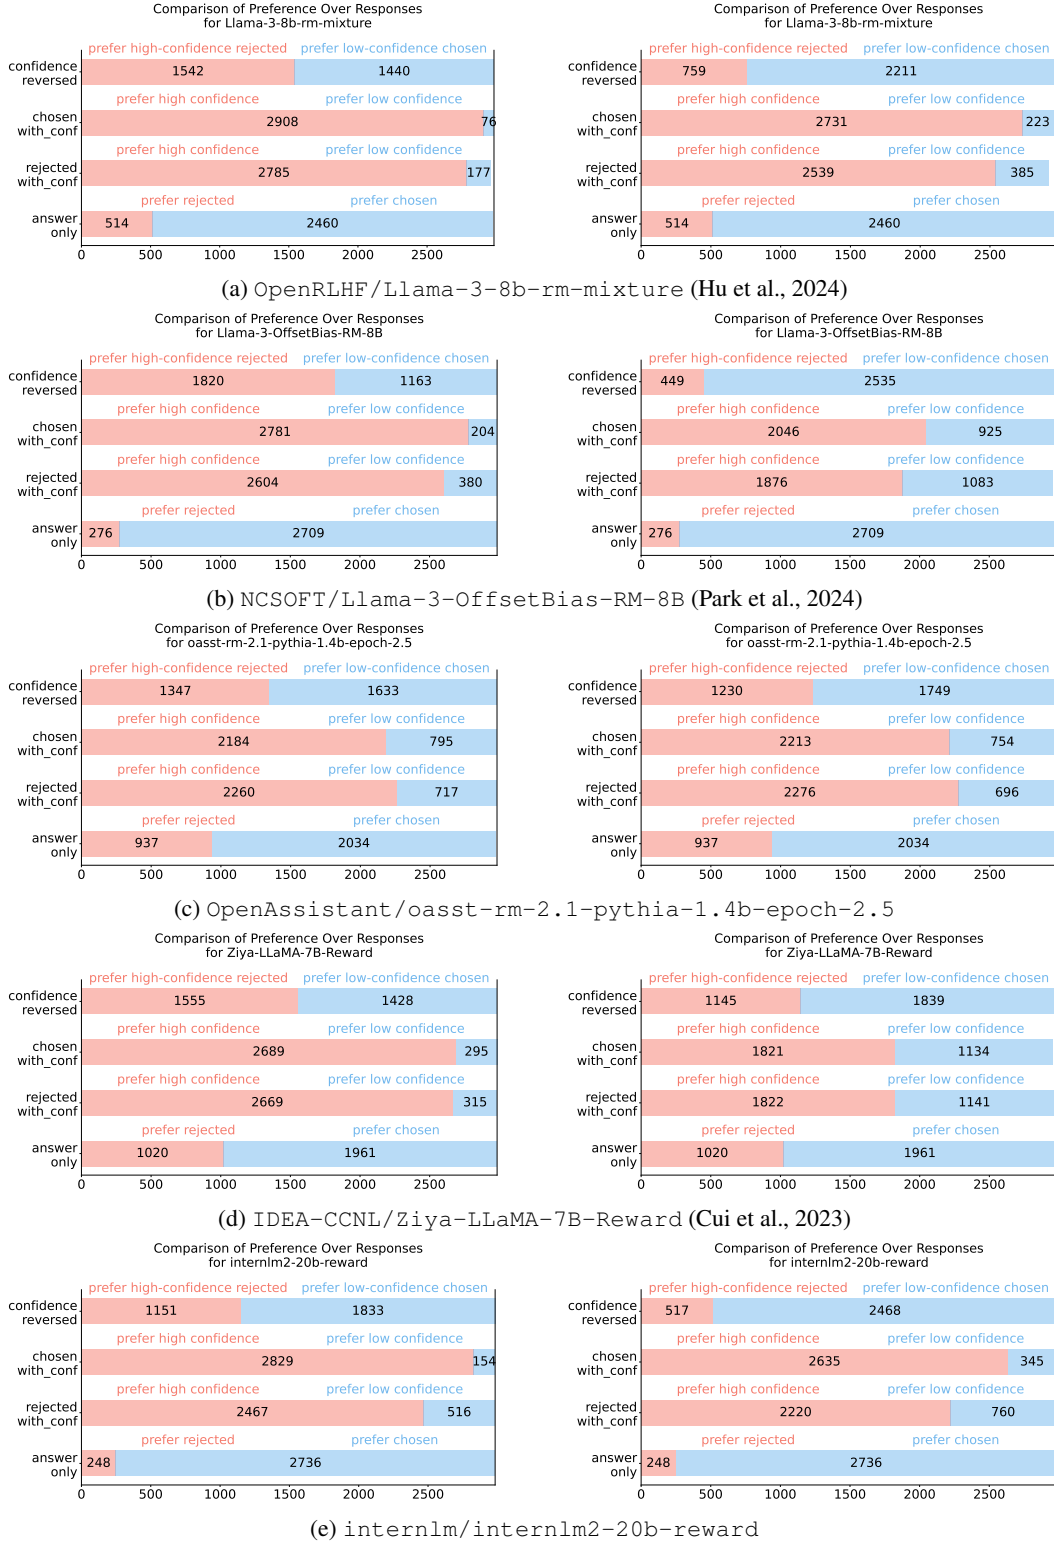 Comparison of Preference Over Responses
for Llama-3-8b-rm-mixture
prefer high-confidence rejected prefer low-confidence chosen
confidence
reversed
1542 1440
prefer high confidence prefer low confidence
chosen
with_conf
2908 76
prefer high confidence prefer low confidence
rejected
with_conf
2785 177
prefer rejected prefer chosen
answer
only
514 2460
0 500 1000 1500 2000 2500
Comparison of Preference Over Responses
for Llama-3-8b-rm-mixture
prefer high-confidence rejected prefer low-confidence chosen
confidence
reversed
759 2211
prefer high confidence prefer low confidence
chosen
with_conf
2731 223
prefer high confidence prefer low confidence
rejected
with_conf
2539 385
prefer rejected prefer chosen
answer
only
514 2460
0 500 1000 1500 2000 2500
(a) OpenRLHF/Llama-3-8b-rm-mixture (Hu et al., 2024)
Comparison of Preference Over Responses
for Llama-3-OffsetBias-RM-8B
prefer high-confidence rejected prefer low-confidence chosen
confidence
reversed
1820 1163
prefer high confidence prefer low confidence
chosen
with_conf
2781 204
prefer high confidence prefer low confidence
rejected
with_conf
2604 380
prefer rejected prefer chosen
answer
only
276 2709
0 500 1000 1500 2000 2500
Comparison of Preference Over Responses
for Llama-3-OffsetBias-RM-8B
prefer high-confidence rejected prefer low-confidence chosen
confidence
reversed
449 2535
prefer high confidence prefer low confidence
chosen
with_conf
2046 925
prefer high confidence prefer low confidence
rejected
with_conf
1876 1083
prefer rejected prefer chosen
answer
only
276 2709
0 500 1000 1500 2000 2500
(b) NCSOFT/Llama-3-OffsetBias-RM-8B (Park et al., 2024)
Comparison of Preference Over Responses
for oasst-rm-2.1-pythia-1.4b-epoch-2.5
prefer high-confidence rejected prefer low-confidence chosen
confidence
reversed
1347 1633
prefer high confidence prefer low confidence
chosen
with_conf
2184 795
prefer high confidence prefer low confidence
rejected
with_conf
2260 717
prefer rejected prefer chosen
answer
only
937 2034
0 500 1000 1500 2000 2500
Comparison of Preference Over Responses
for oasst-rm-2.1-pythia-1.4b-epoch-2.5
prefer high-confidence rejected prefer low-confidence chosen
confidence
reversed
1230 1749
prefer high confidence prefer low confidence
chosen
with_conf
2213 754
prefer high confidence prefer low confidence
rejected
with_conf
2276 696
prefer rejected prefer chosen
answer
only
937 2034
0 500 1000 1500 2000 2500
(c) OpenAssistant/oasst-rm-2.1-pythia-1.4b-epoch-2.5
Comparison of Preference Over Responses
for Ziya-LLaMA-7B-Reward
prefer high-confidence rejected prefer low-confidence chosen
confidence
reversed
1555 1428
prefer high confidence prefer low confidence
chosen
with_conf
2689 295
prefer high confidence prefer low confidence
rejected
with_conf
2669 315
prefer rejected prefer chosen
answer
only
1020 1961
0 500 1000 1500 2000 2500
Comparison of Preference Over Responses
for Ziya-LLaMA-7B-Reward
prefer high-confidence rejected prefer low-confidence chosen
confidence
reversed
1145 1839
prefer high confidence prefer low confidence
chosen
with_conf
1821 1134
prefer high confidence prefer low confidence
rejected
with_conf
1822 1141
prefer rejected prefer chosen
answer
only
1020 1961
0 500 1000 1500 2000 2500
(d) IDEA-CCNL/Ziya-LLaMA-7B-Reward (Cui et al., 2023)
Comparison of Preference Over Responses
for internlm2-20b-reward
prefer high-confidence rejected prefer low-confidence chosen
confidence
reversed
1151 1833
prefer high confidence prefer low confidence
chosen
with_conf
2829 154
prefer high confidence prefer low confidence
rejected
with_conf
2467 516
prefer rejected prefer chosen
answer
only
248 2736
0 500 1000 1500 2000 2500
Comparison of Preference Over Responses
for internlm2-20b-reward
prefer high-confidence rejected prefer low-confidence chosen
confidence
reversed
517 2468
prefer high confidence prefer low confidence
chosen
with_conf
2635 345
prefer high confidence prefer low confidence
rejected
with_conf
2220 760
prefer rejected prefer chosen
answer
only
248 2736
0 500 1000 1500 2000 2500
(e) internlm/internlm2-20b-reward